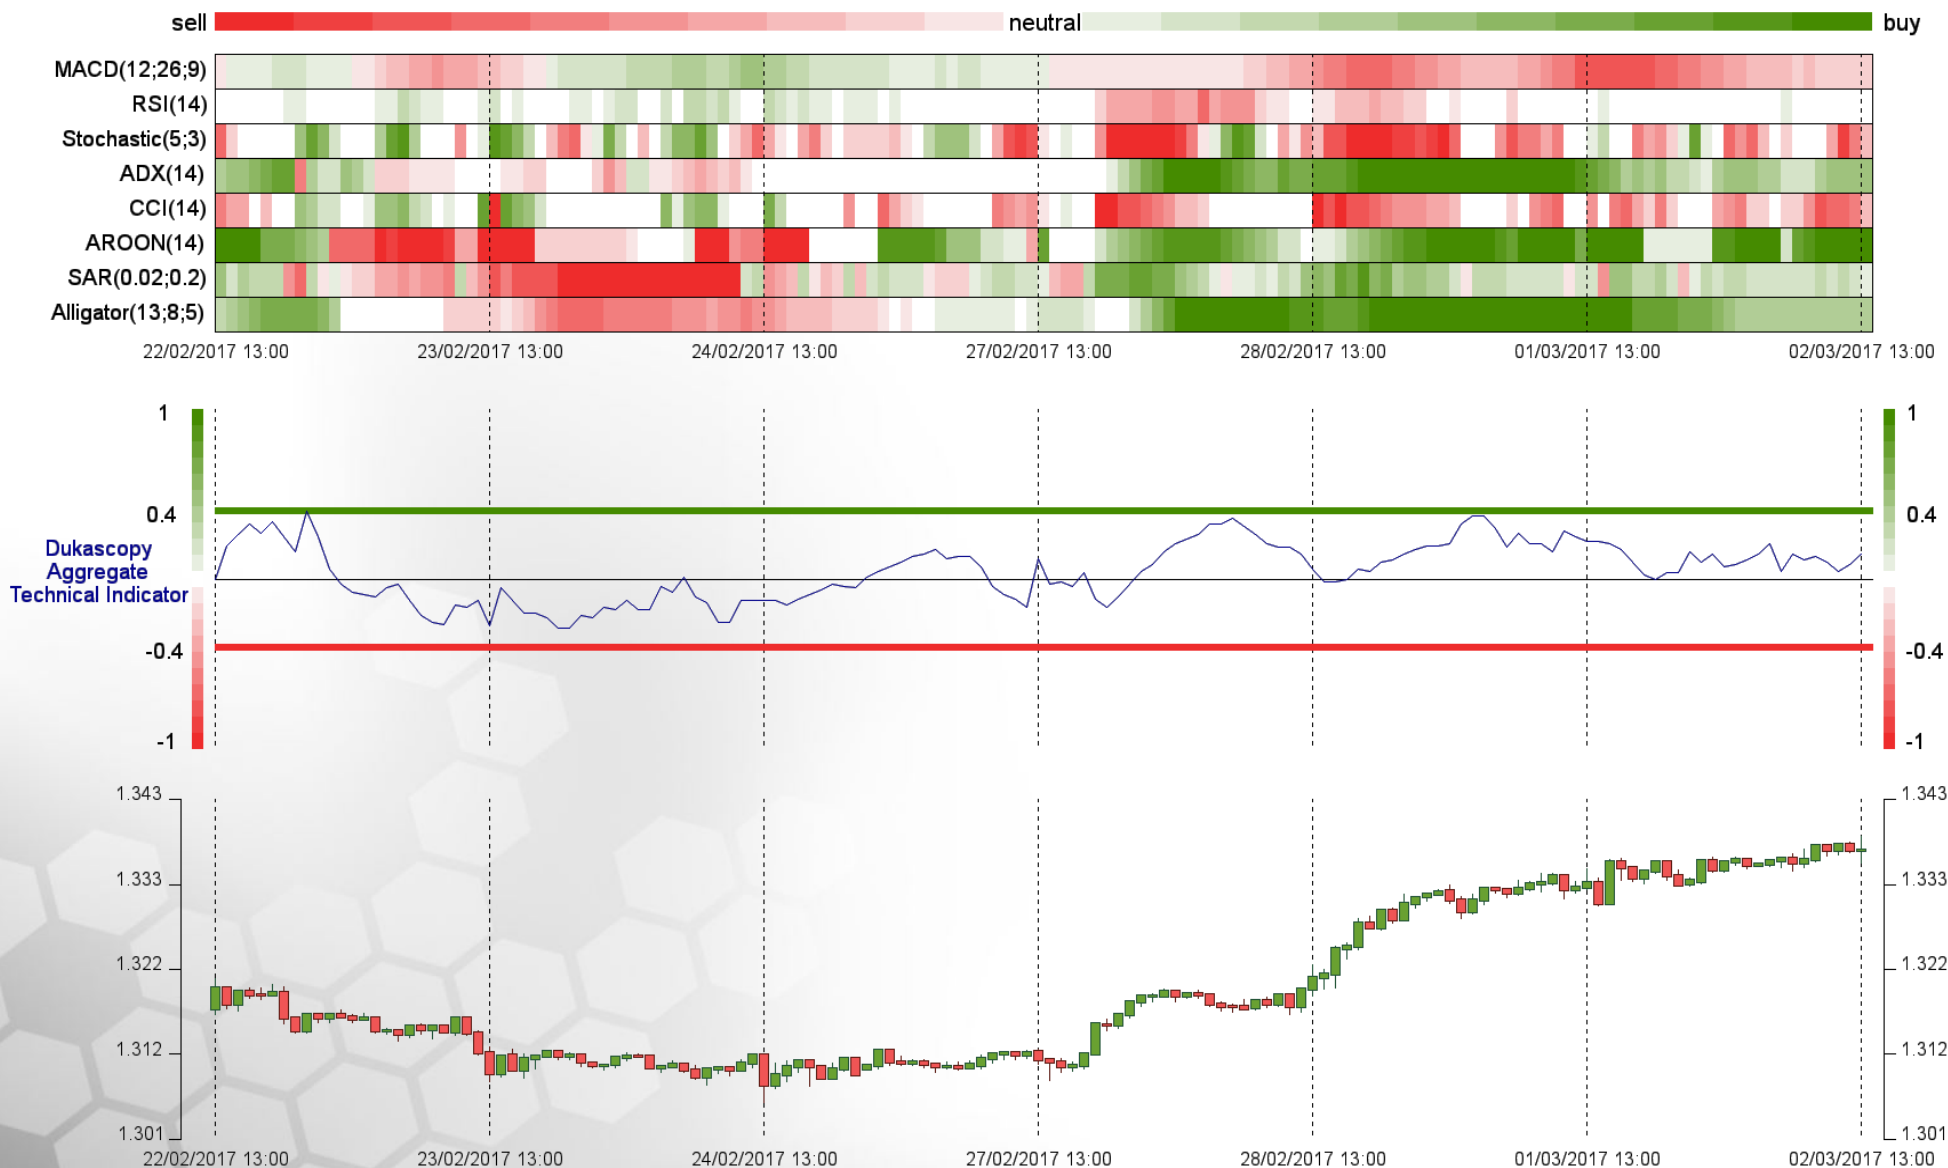 sell neutral buy
MACD(12;26;9)
RSI(14)
Stochastic(5;3)
ADX(14)
CCI(14)
AROON(14)
SAR(0.02;0.2)
Alligator(13;8;5)
22/02/2017 13:00 23/02/2017 13:00 24/02/2017 13:00 27/02/2017 13:00 28/02/2017 13:00 01/03/2017 13:00 02/03/2017 13:00
1 1
0.4 0.4
Dukascopy
Aggregate
Technical Indicator
-0.4 -0.4
-1 -1
1.343 1.343
1.333 1.333
1.322 1.322
1.312 1.312
1.301 1.301
22/02/2017 13:00 23/02/2017 13:00 24/02/2017 13:00 27/02/2017 13:00 28/02/2017 13:00 01/03/2017 13:00 02/03/2017 13:00